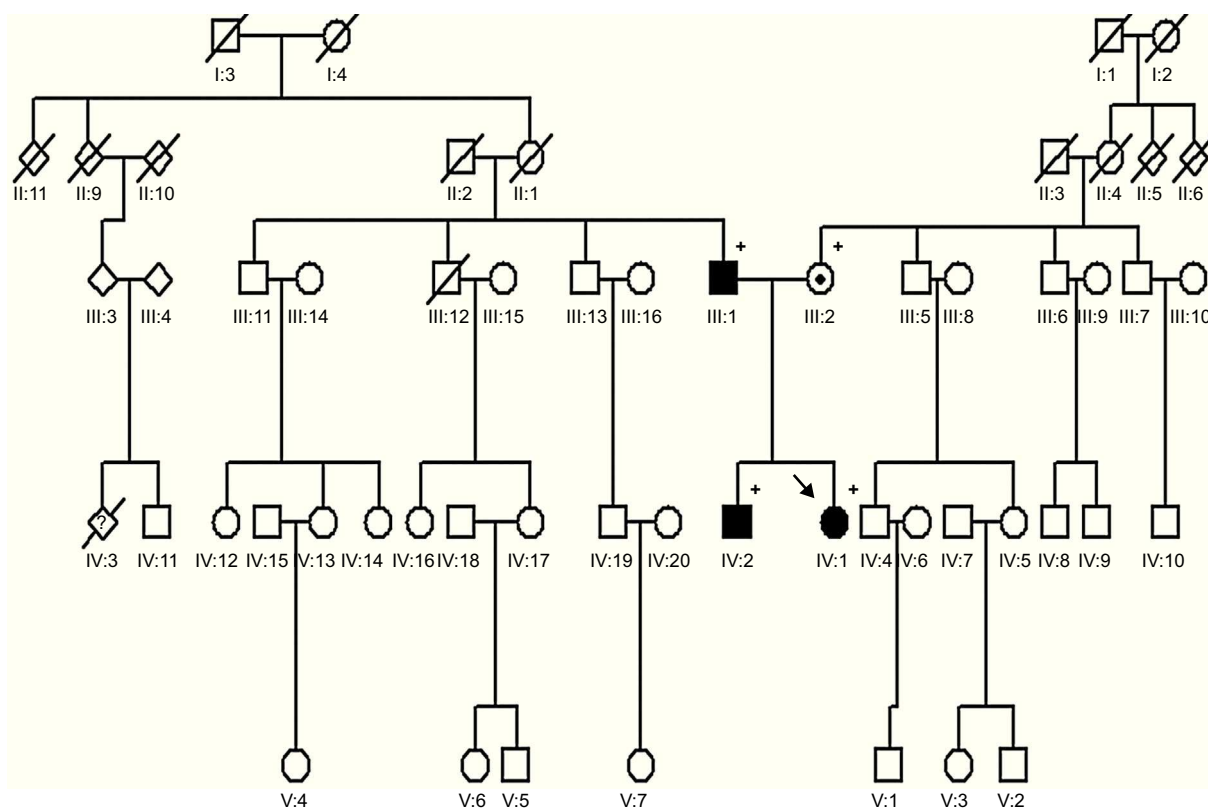 I:3 I:4 I:1 I:2
II:11 II:9 II:10 II:2 II:1 II:3 II:4 II:5 II:6
+ +
III:3 III:4 III:11 III:14 III:12 III:15 III:13 III:16 III:1 III:2 III:5 III:8 III:6 III:9 III:7 III:10
+ +
?
IV:3 IV:11 IV:12 IV:15 IV:13 IV:14 IV:16 IV:18 IV:17 IV:19 IV:20 IV:2 IV:1 IV:4 IV:6 IV:7 IV:5 IV:8 IV:9 IV:10
V:4 V:6 V:5 V:7 V:1 V:3 V:2